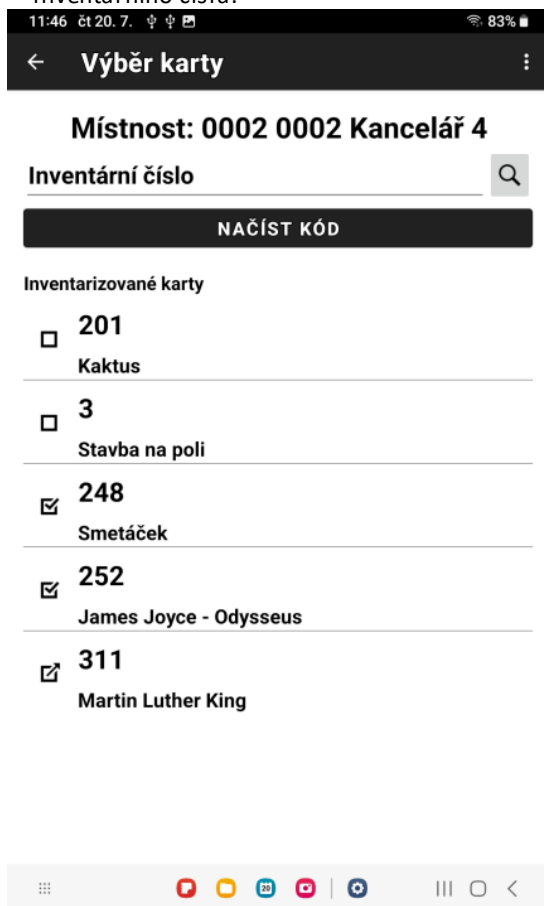 11:46 čt 20. 7. 83%
Výběr karty
Místnost: 0002 0002 Kancelář 4
Inventární číslo
NAČÍST KÓD
Inventarizované karty
201
Kaktus
3
Stavba na poli
248
Smetáček
252
James Joyce - Odysseus
311
Martin Luther King
20